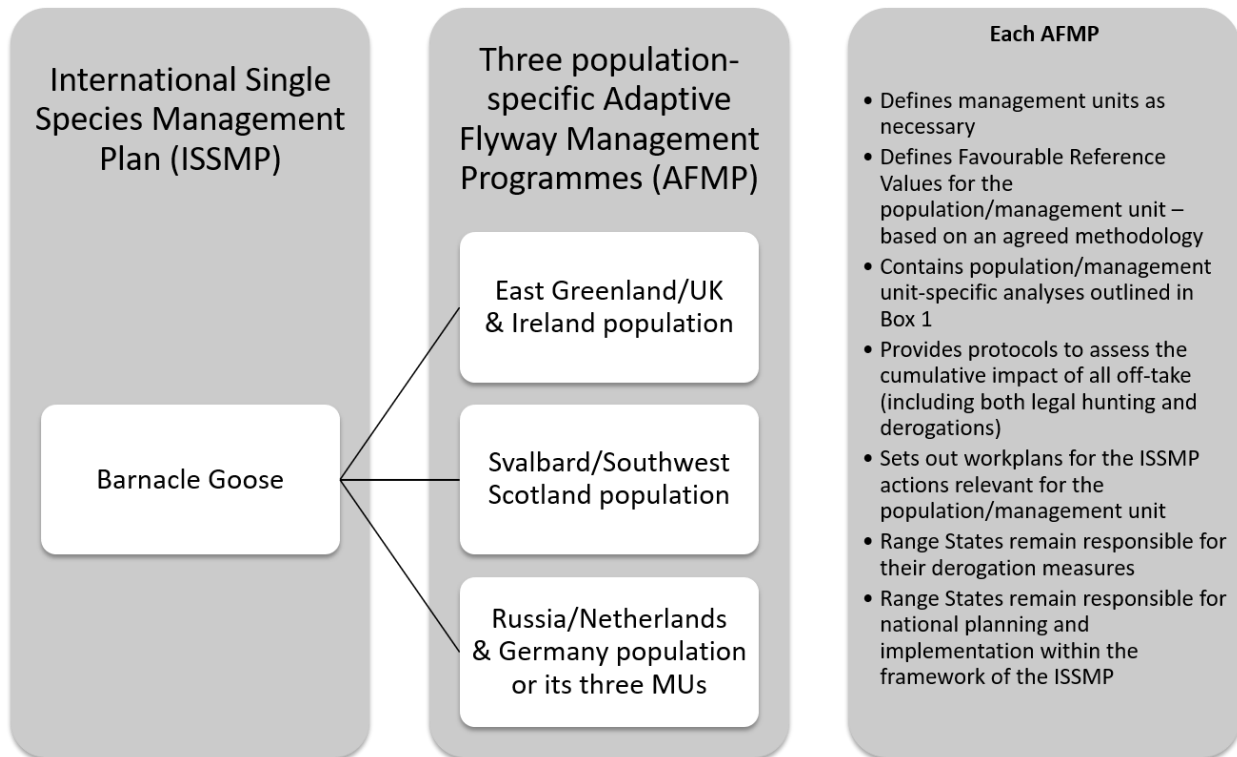 International Single
Species Management
Plan (ISSMP)
Barnacle Goose
Three population-
specific Adaptive
Flyway Management
Programmes (AFMP)
East Greenland/UK
& Ireland population
Svalbard/Southwest
Scotland population
Russia/Netherlands
& Germany population
or its three MUs
Each AFMP
• Defines management units as
necessary
• Defines Favourable Reference
Values for the
population/management unit –
based on an agreed methodology
• Contains population/management
unit-specific analyses outlined in
Box 1
• Provides protocols to assess the
cumulative impact of all off-take
(including both legal hunting and
derogations)
• Sets out workplans for the ISSMP
actions relevant for the
population/management unit
• Range States remain responsible for
their derogation measures
• Range States remain responsible for
national planning and
implementation within the
framework of the ISSMP